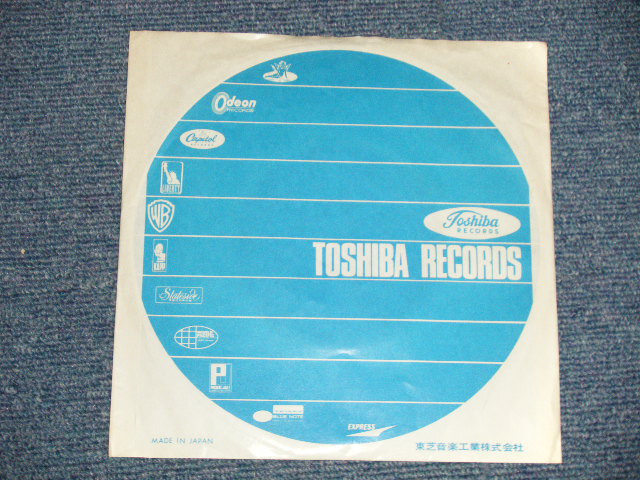 Odeon
RECORDS
Capitol
RECORDS
LIBERTY
WB
Toshiba
RECORDS
KAPP
TOSHIBA RECORDS
Stateside
P
BLUE NOTE
EXPRESS
MADE IN JAPAN
東芝音楽工業株式会社